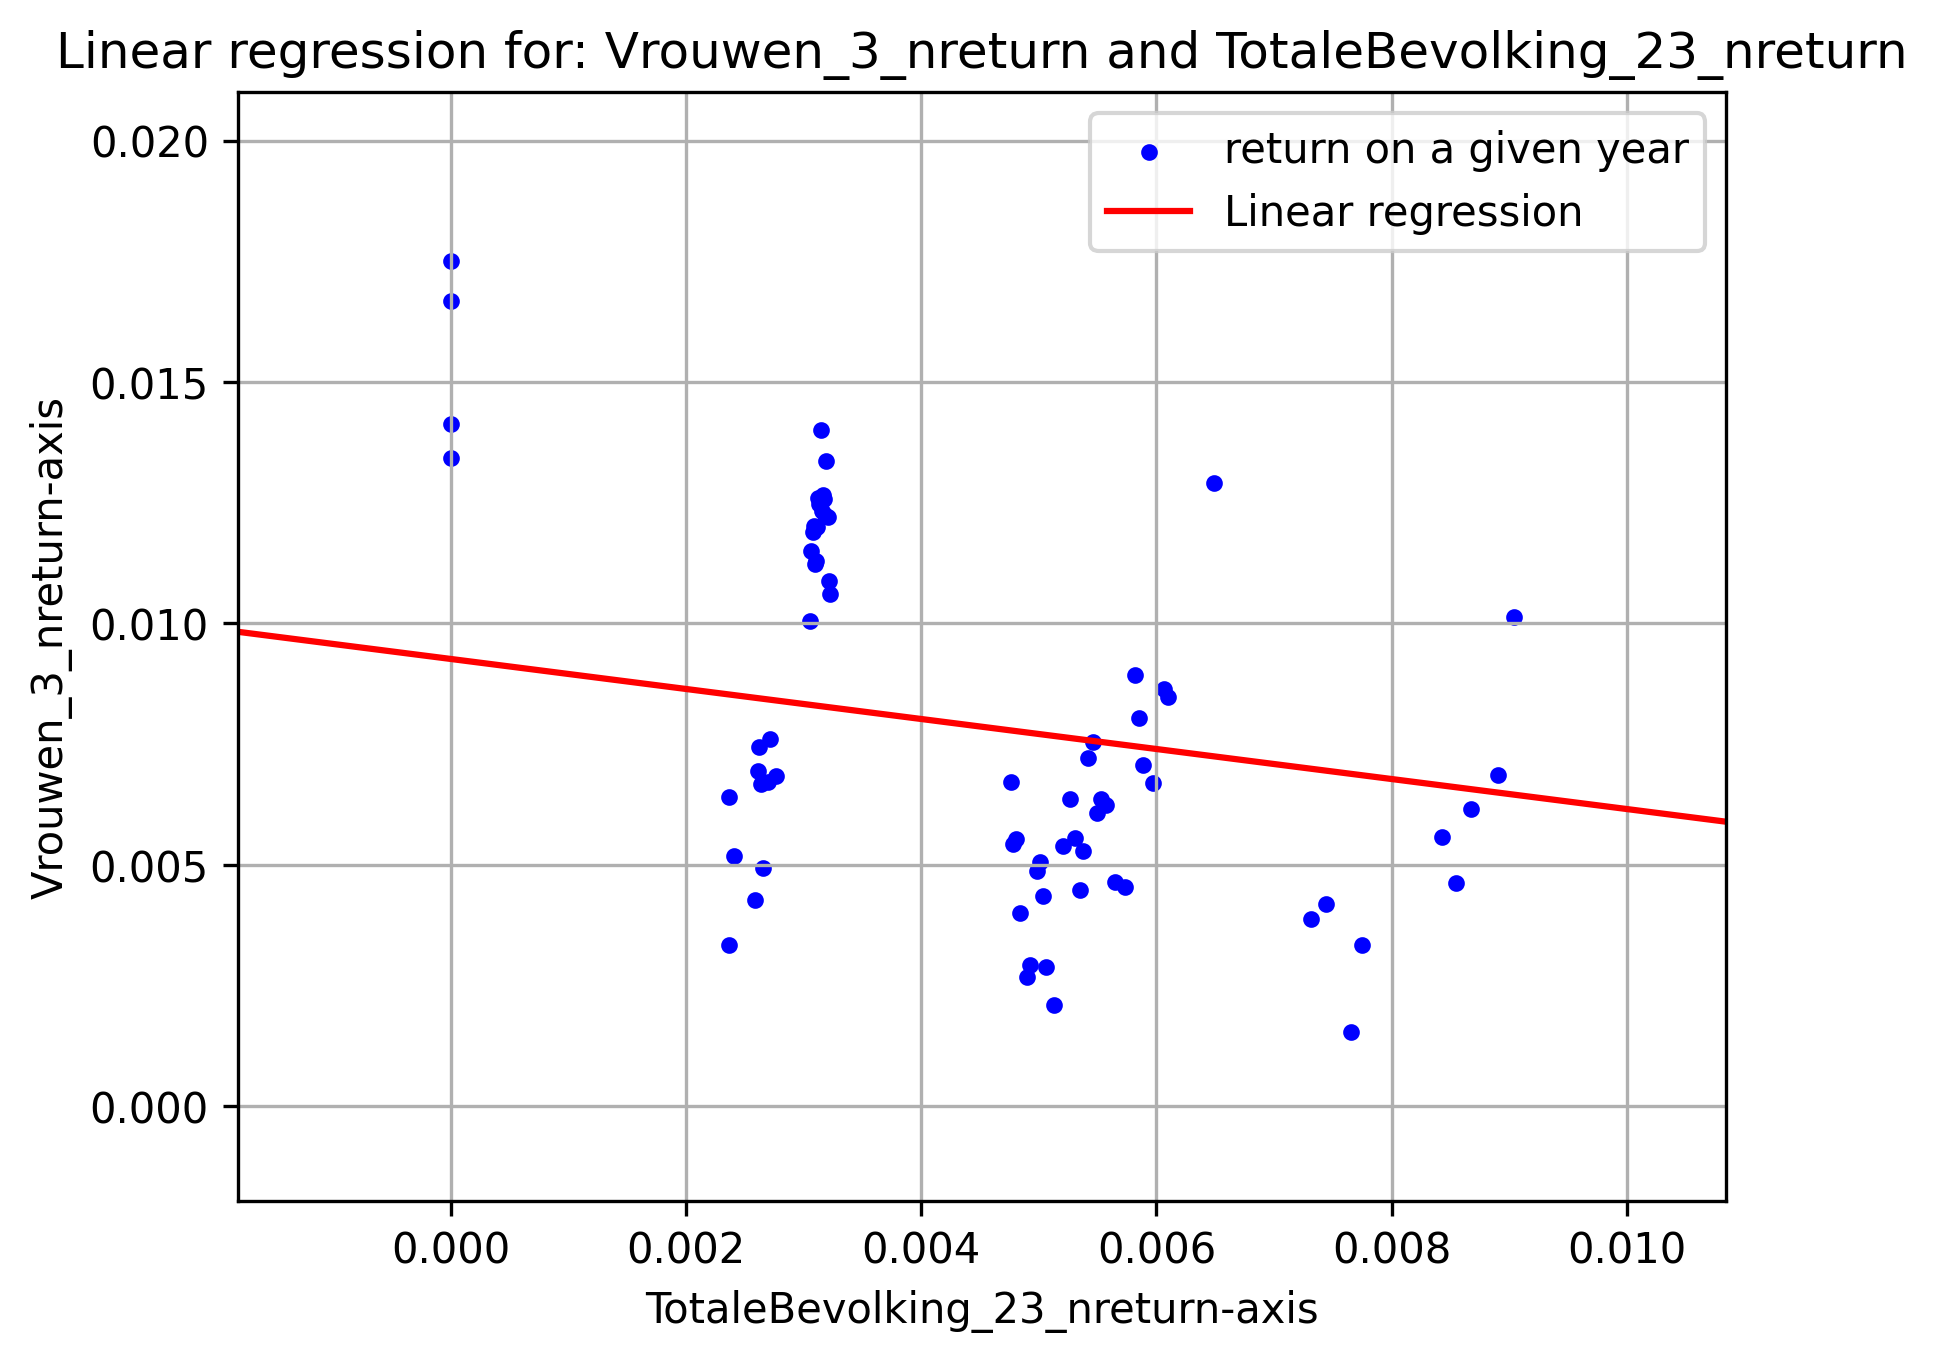 Linear regression for: Vrouwen_3_nreturn and TotaleBevolking_23_nreturn
return on a given year
Linear regression
0.020
0.015
0.010
0.005
0.000
Vrouwen_3_nreturn-axis
0.000 0.002 0.004 0.006 0.008 0.010
TotaleBevolking_23_nreturn-axis